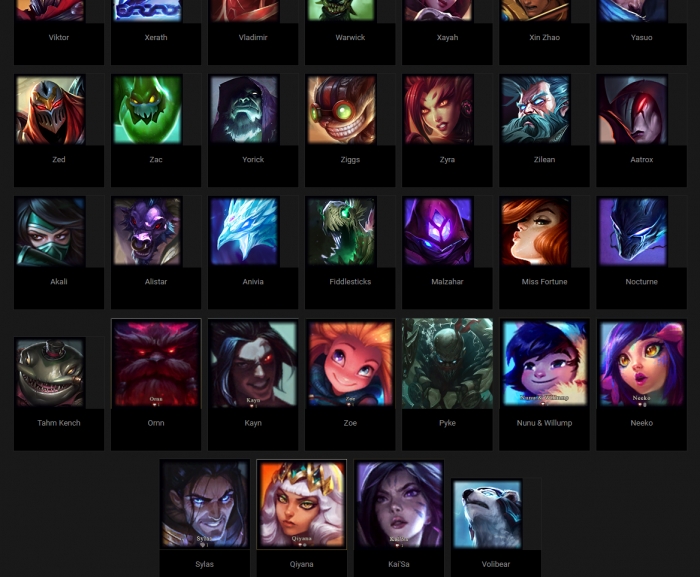 Viktor Xerath Vladimir Warwick Xayah Xin Zhao Yasuo
Zed Zac Yorick Ziggs Zyra Zilean Aatrox
Akali Alistar Anivia Fiddlesticks Malzahar Miss Fortune Nocturne
Ornn Kayn Zoe Nunu & Willump Neeko
Tahm Kench Ornn Kayn Zoe Pyke Nunu & Willump Neeko
Sylas Qiyana Kai'Sa
Sylas Qiyana Kai'Sa Volibear